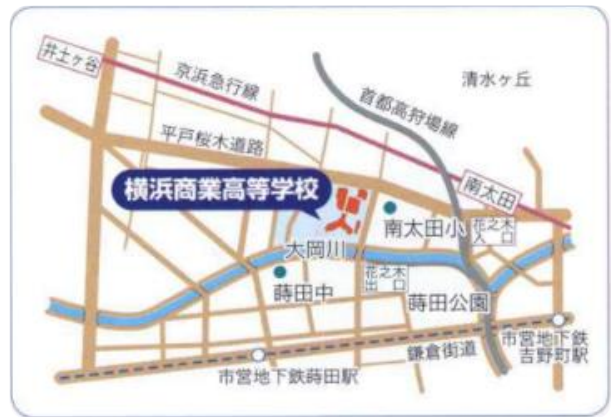 井土ヶ谷
京浜急行線
首都高狩場線
清水ヶ丘
平戸桜木道路
横浜商業高等学校
南太田
南太田小
花之木
入口
大岡川
蒔田中
花之木
出口
蒔田公園
鎌倉街道
市営地下鉄
吉野町駅
市営地下鉄蒔田駅